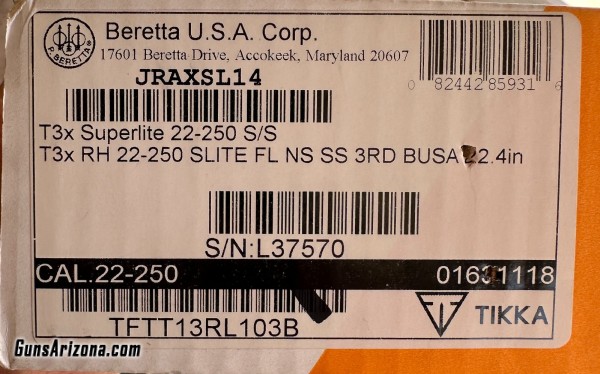 Beretta U.S.A. Corp.
17601 Beretta Drive, Accokeek, Maryland 20607
P. BERETTA
JRAXSL14
0 82442 85931 6
T3x Superlite 22-250 S/S
T3x RH 22-250 SLITE FL NS SS 3RD BUSA 22.4in
S/N:L37570
CAL.22-250
TFTT13RL103B
TIKKA
GunsArizona.com